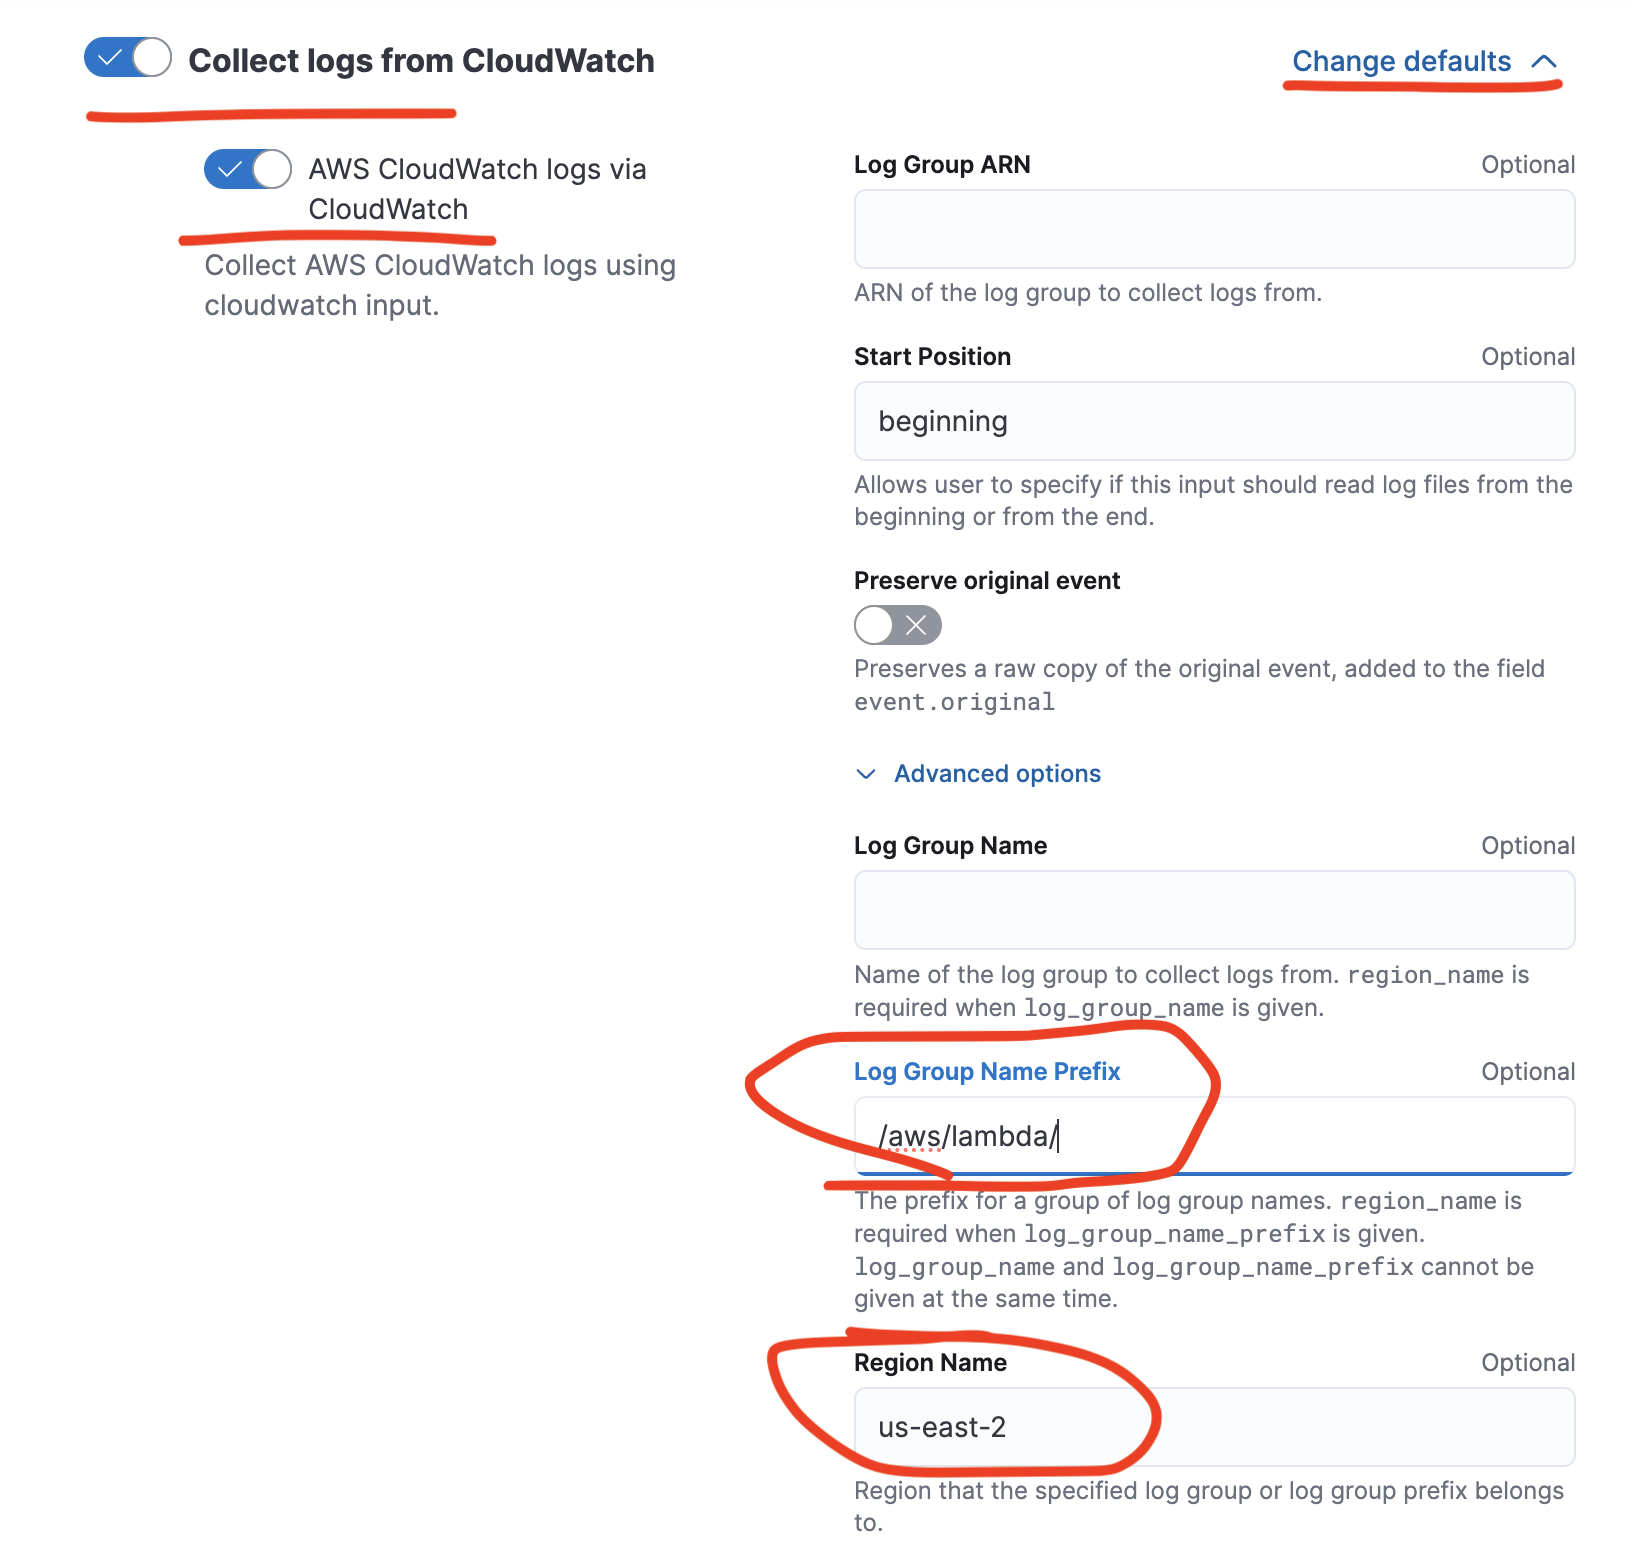 Collect logs from CloudWatch
Change defaults
AWS CloudWatch logs via
CloudWatch
Collect AWS CloudWatch logs using
cloudwatch input.
Log Group ARN
Optional
ARN of the log group to collect logs from.
Start Position
Optional
beginning
Allows user to specify if this input should read log files from the
beginning or from the end.
Preserve original event
Preserves a raw copy of the original event, added to the field
event.original
Advanced options
Log Group Name
Optional
Name of the log group to collect logs from. region_name is
required when log_group_name is given.
Log Group Name Prefix
Optional
/aws/lambda/
The prefix for a group of log group names. region_name is
required when log_group_name_prefix is given.
log_group_name and log_group_name_prefix cannot be
given at the same time.
Region Name
Optional
us-east-2
Region that the specified log group or log group prefix belongs
to.